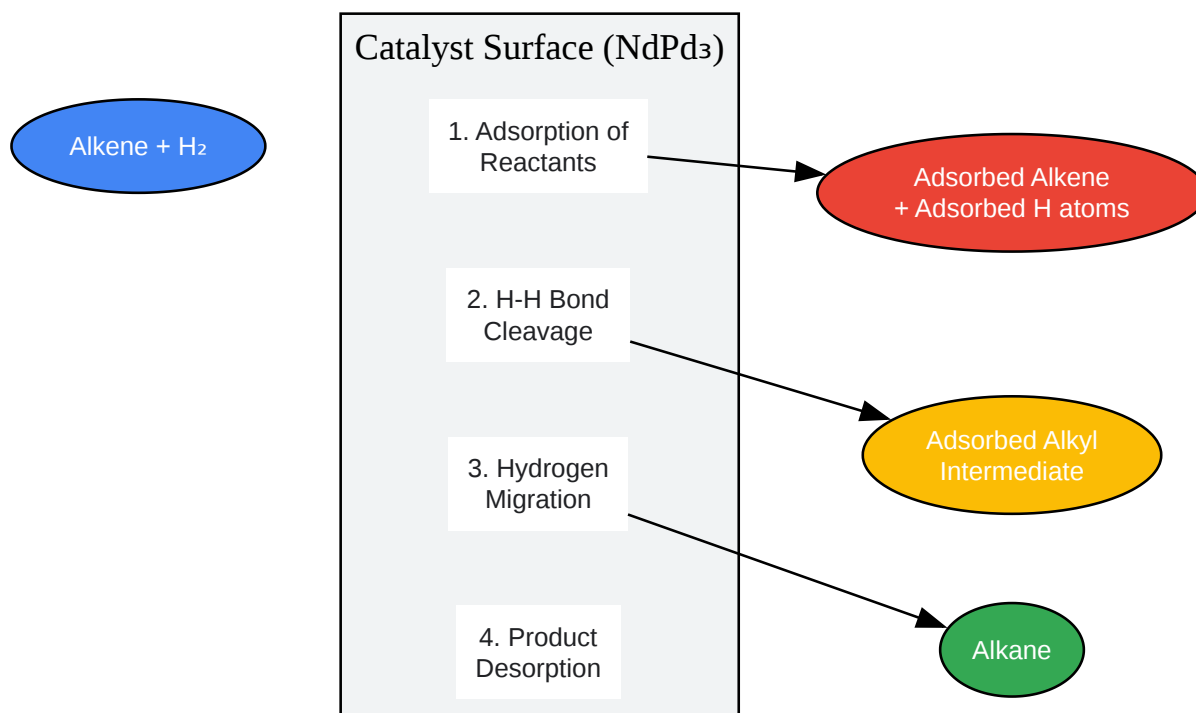 Catalyst Surface (NdPd₃)
Alkene + H₂
1. Adsorption of
Reactants
Adsorbed Alkene
+ Adsorbed H atoms
2. H-H Bond
Cleavage
Adsorbed Alkyl
Intermediate
3. Hydrogen
Migration
4. Product
Desorption
Alkane